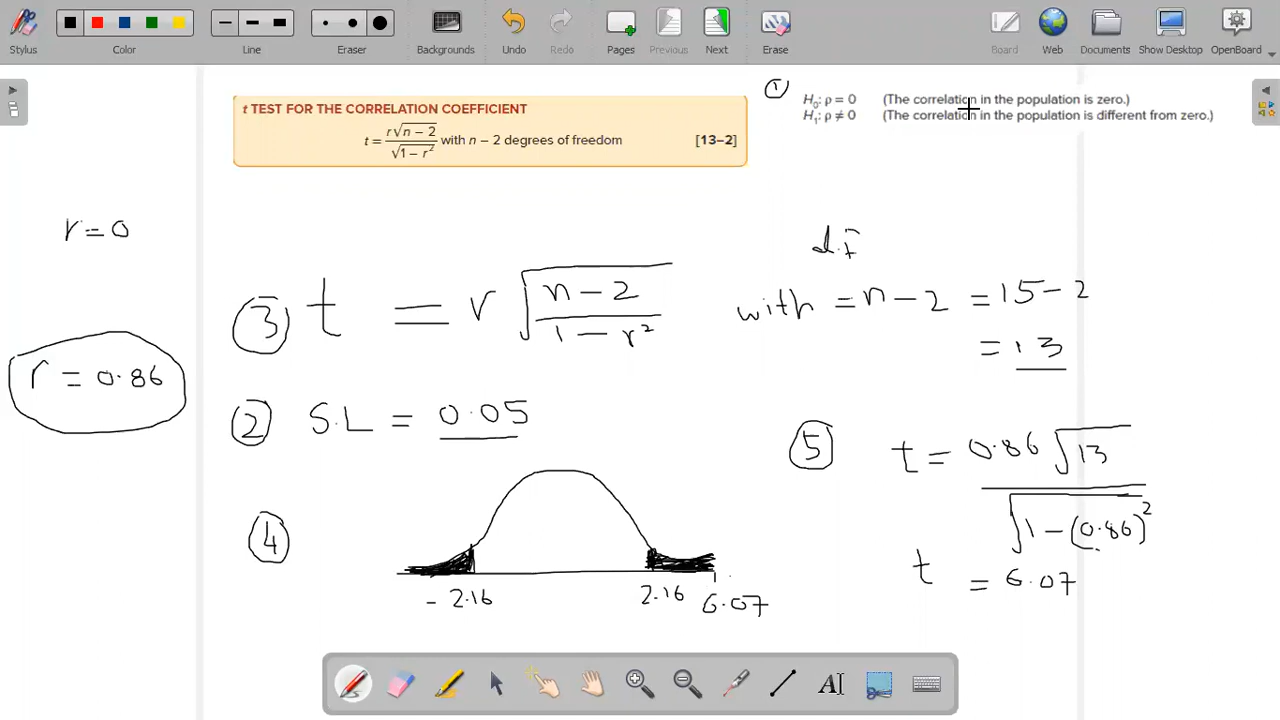 Stylus Color Line Eraser Backgrounds Undo Redo Pages Previous Next Erase Board Web Documents Show Desktop OpenBoard
①
H₀: ρ = 0 (The correlation in the population is zero.)
H₁: ρ ≠ 0 (The correlation in the population is different from zero.)
t TEST FOR THE CORRELATION COEFFICIENT
t = r√n − 2 / √1 − r² with n − 2 degrees of freedom [13–2]
r = 0
d.f
③ t = r √(n − 2 / 1 − r²)
with = n − 2 = 15 − 2
= 13
r = 0.86
② S.L = 0.05
⑤ t = 0.86 √13 / √1 − (0.86)²
t = 6.07
④
- 2.16 2.16 6.07